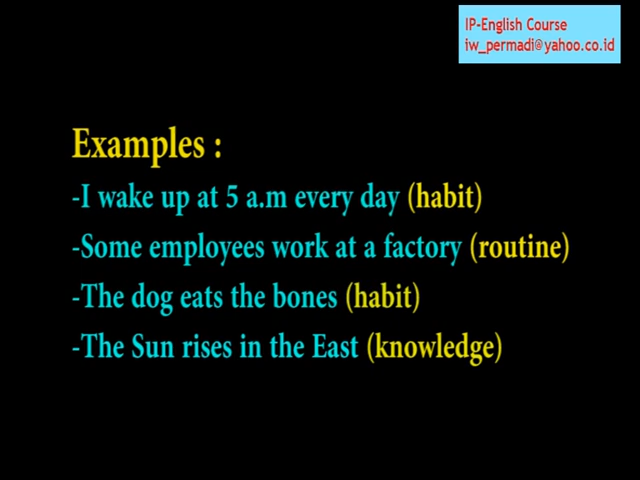 IP-English Course
iw_permadi@yahoo.co.id
Examples :
-I wake up at 5 a.m every day (habit)
-Some employees work at a factory (routine)
-The dog eats the bones (habit)
-The Sun rises in the East (knowledge)